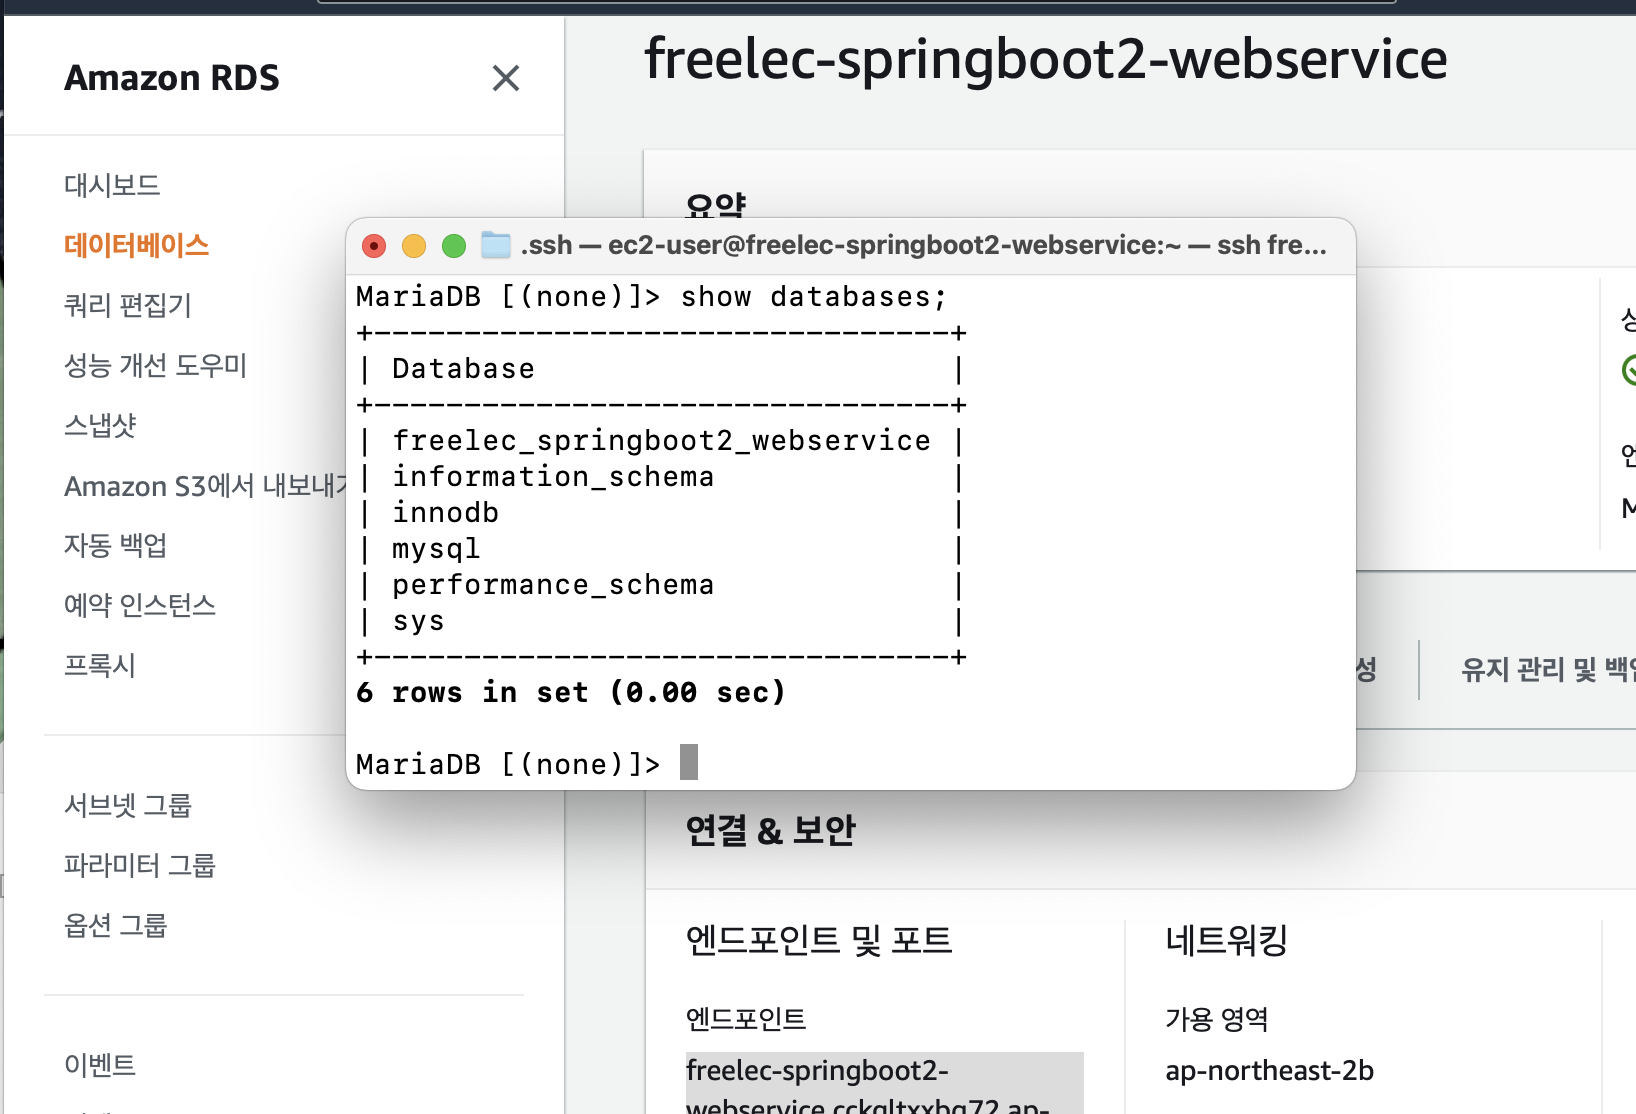 Amazon RDS
대시보드
데이터베이스
쿼리 편집기
성능 개선 도우미
스냅샷
Amazon S3에서 내보내기
자동 백업
예약 인스턴스
프록시
서브넷 그룹
파라미터 그룹
옵션 그룹
이벤트
freelec-springboot2-webservice
요약
.ssh — ec2-user@freelec-springboot2-webservice:~ — ssh fre...
MariaDB [(none)]> show databases;
+--------------------------------+
| Database                       |
+--------------------------------+
| freelec_springboot2_webservice |
| information_schema             |
| innodb                         |
| mysql                          |
| performance_schema             |
| sys                            |
+--------------------------------+
6 rows in set (0.00 sec)
MariaDB [(none)]>
성
유지 관리 및 백업
연결 & 보안
엔드포인트 및 포트
엔드포인트
freelec-springboot2-
webservice.cckqltxxbg72.ap-
네트워킹
가용 영역
ap-northeast-2b